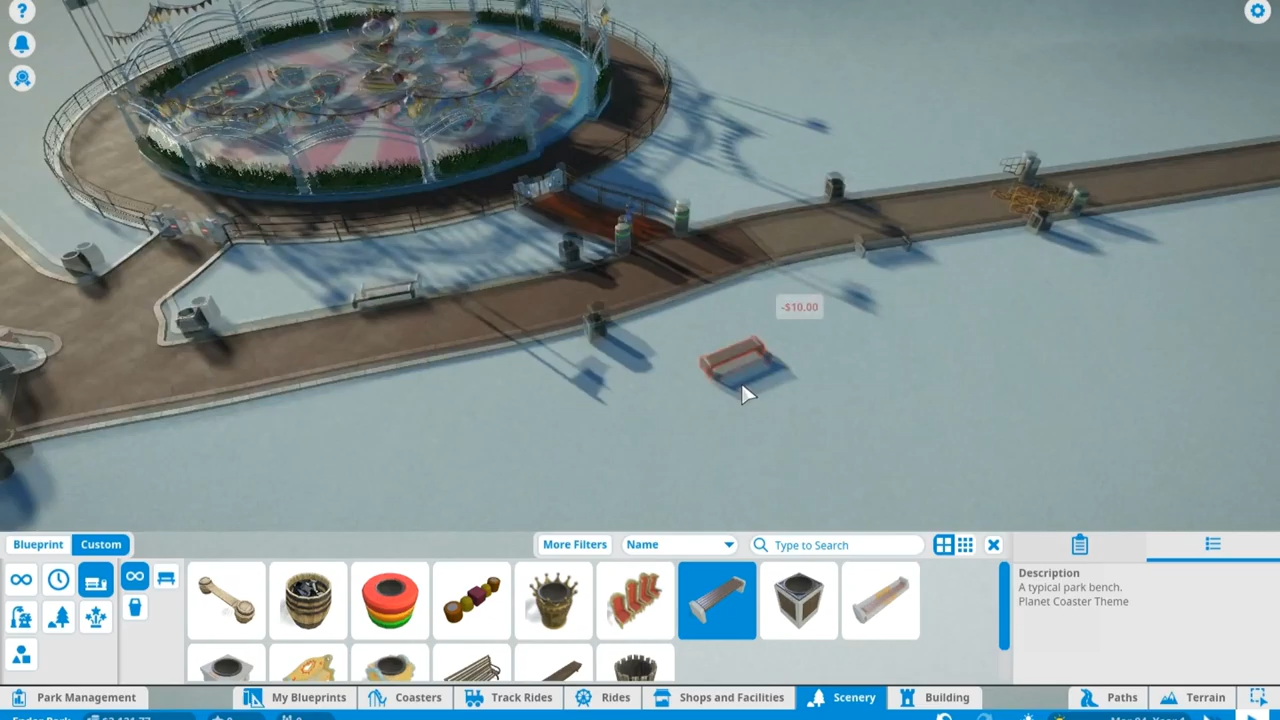 ?
-$10.00
Blueprint Custom More Filters Name Type to Search
Description
A typical park bench.
Planet Coaster Theme
Park Management My Blueprints Coasters Track Rides Rides Shops and Facilities Scenery Building Paths Terrain